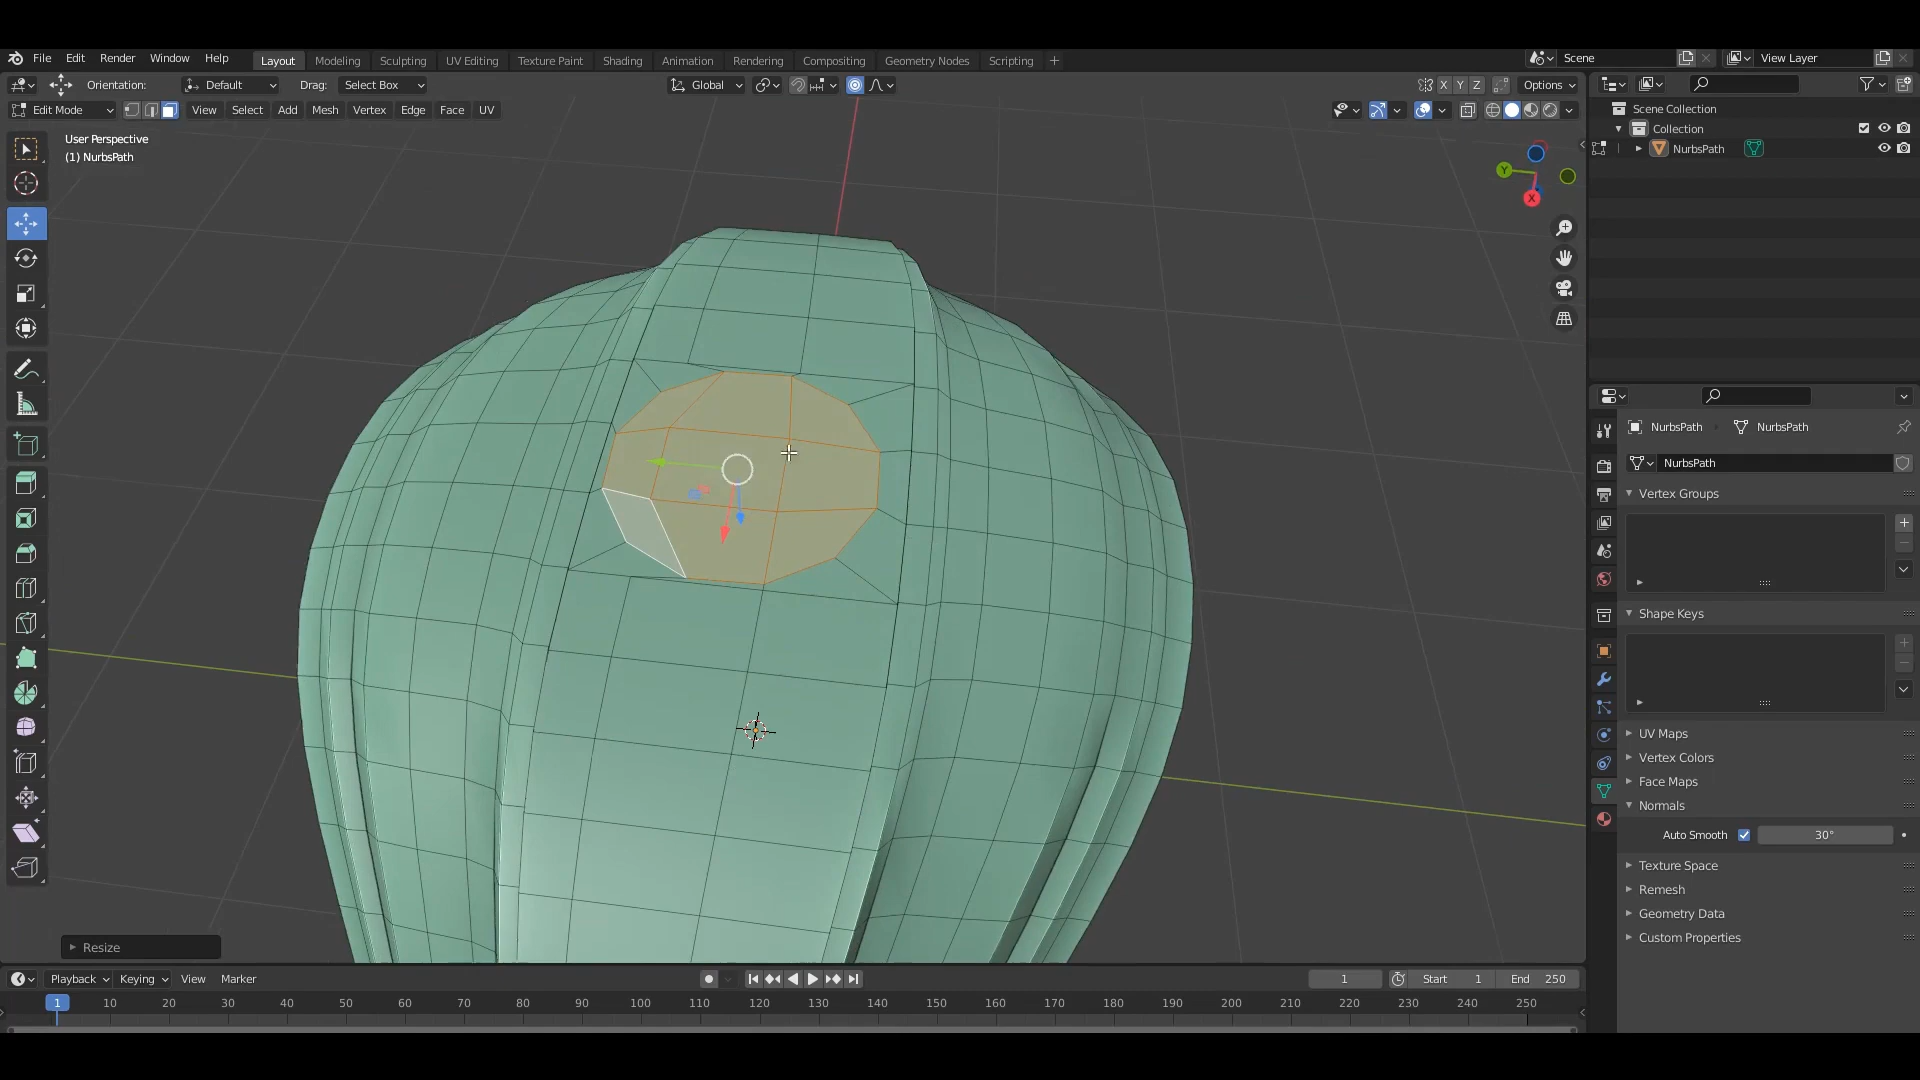 File Edit Render Window Help Layout Modeling Sculpting UV Editing Texture Paint Shading Animation Rendering Compositing Geometry Nodes Scripting + Scene View Layer
Orientation: Default Drag: Select Box Global X Y Z Options
Edit Mode View Select Add Mesh Vertex Edge Face UV
User Perspective
(1) NurbsPath
Y
X
Scene Collection
Collection
NurbsPath
NurbsPath NurbsPath
NurbsPath
Vertex Groups
Shape Keys
UV Maps
Vertex Colors
Face Maps
Normals
Auto Smooth 30°
Texture Space
Remesh
Geometry Data
Custom Properties
Resize
Playback Keying View Marker 1 Start 1 End 250
1 10 20 30 40 50 60 70 80 90 100 110 120 130 140 150 160 170 180 190 200 210 220 230 240 250